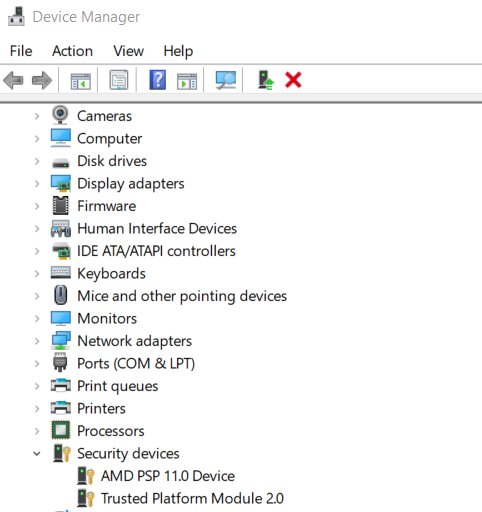 Device Manager
File Action View Help
Cameras
Computer
Disk drives
Display adapters
Firmware
Human Interface Devices
IDE ATA/ATAPI controllers
Keyboards
Mice and other pointing devices
Monitors
Network adapters
Ports (COM & LPT)
Print queues
Printers
Processors
Security devices
AMD PSP 11.0 Device
Trusted Platform Module 2.0